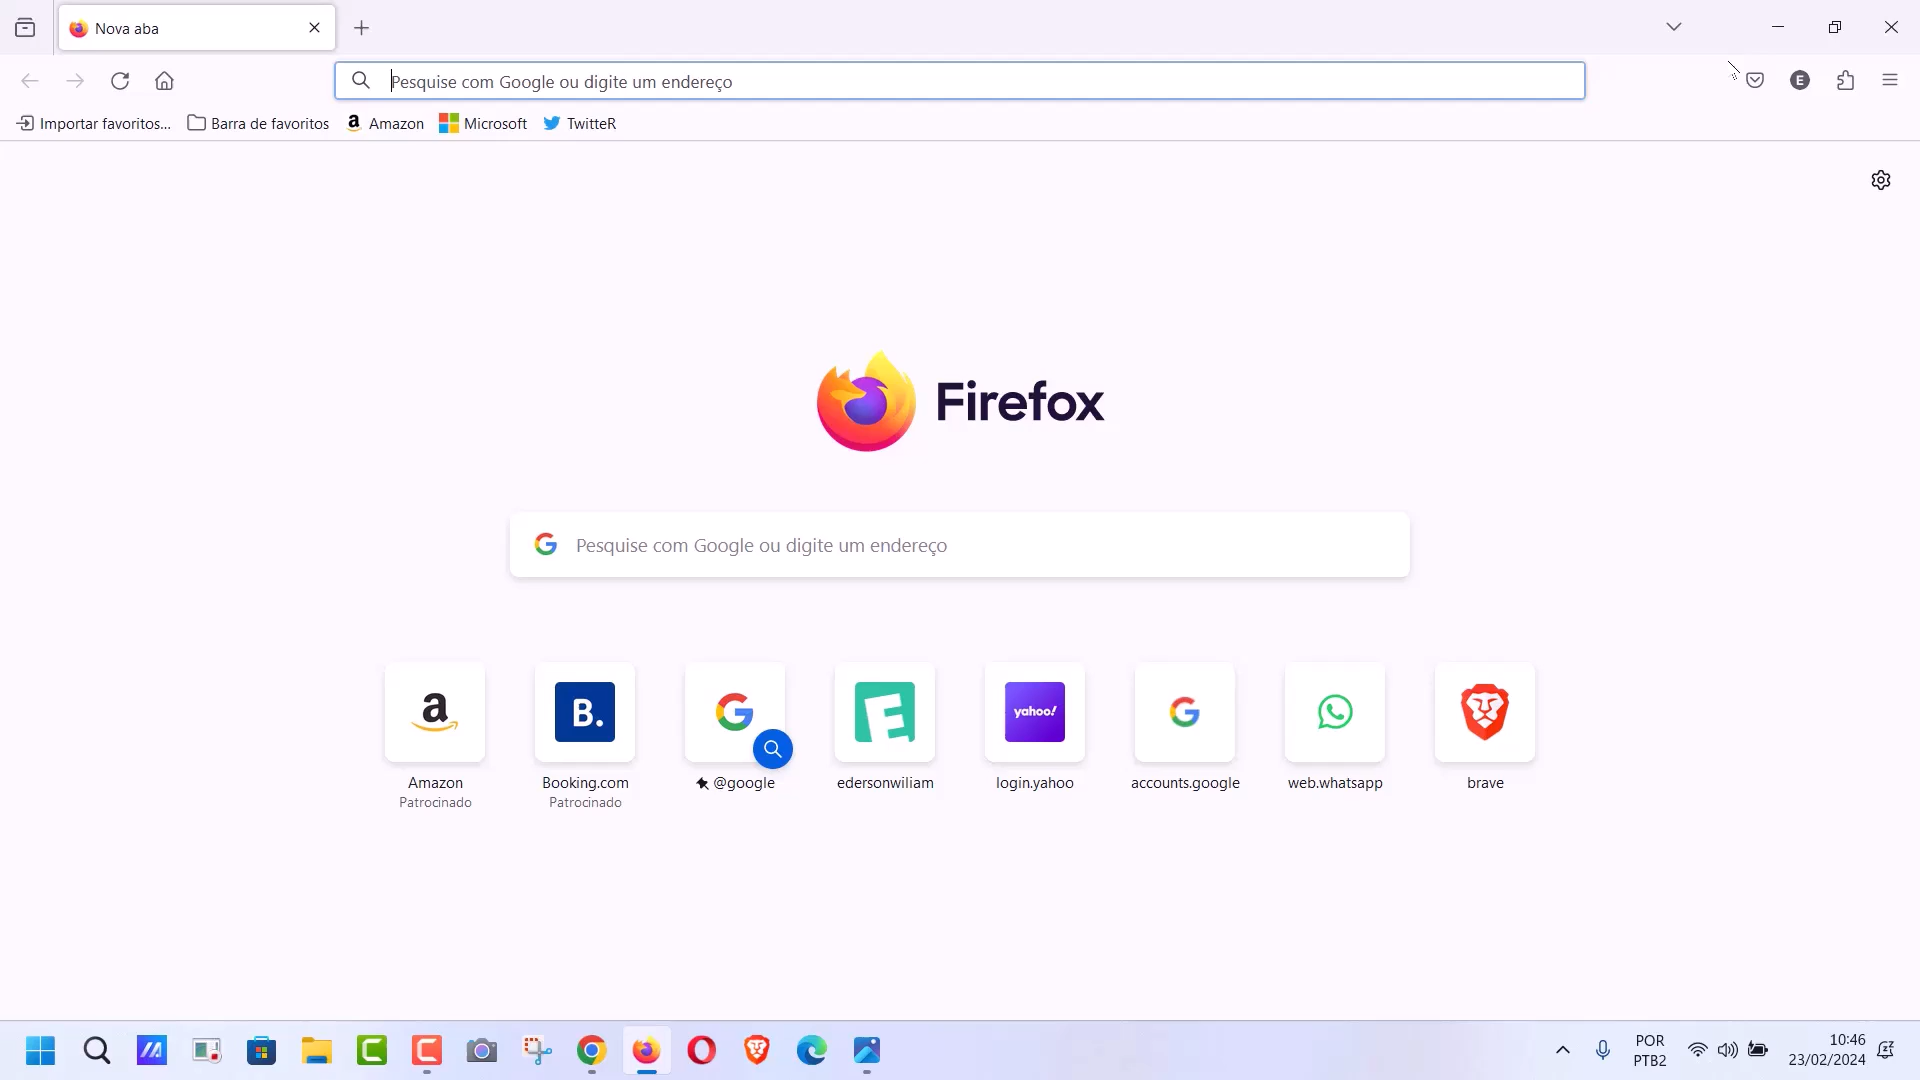 Nova aba
Pesquise com Google ou digite um endereço
E
Importar favoritos...
Barra de favoritos
a Amazon
Microsoft
TwitteR
Firefox
Pesquise com Google ou digite um endereço
a
B.
yahoo!
Amazon
Booking.com
@google
edersonwiliam
login.yahoo
accounts.google
web.whatsapp
brave
Patrocinado
Patrocinado
POR
PTB2
10:46
23/02/2024